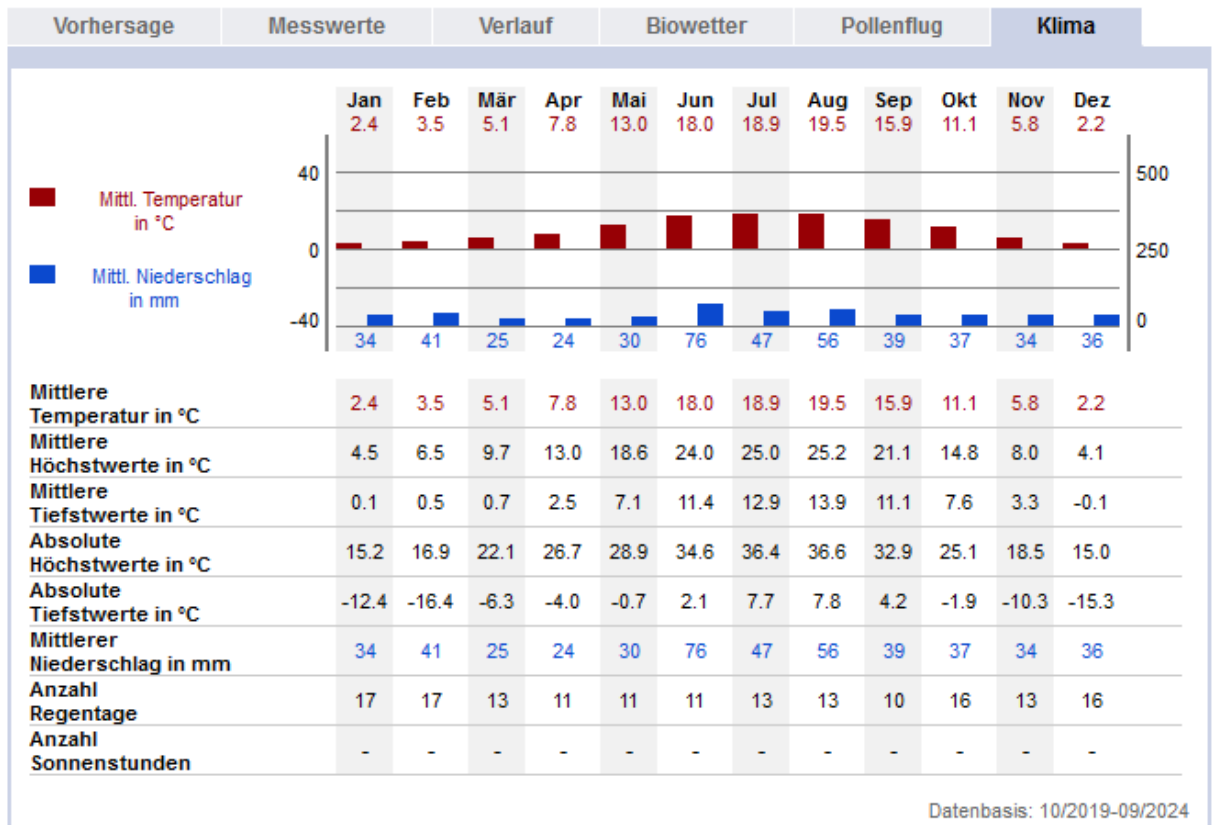 Vorhersage Messwerte Verlauf Biowetter Pollenflug Klima
Jan Feb Mär Apr Mai Jun Jul Aug Sep Okt Nov Dez
2.4 3.5 5.1 7.8 13.0 18.0 18.9 19.5 15.9 11.1 5.8 2.2
40 500
Mittl. Temperatur
in °C
0 250
Mittl. Niederschlag
in mm
-40 0
34 41 25 24 30 76 47 56 39 37 34 36
Mittlere
Temperatur in °C 2.4 3.5 5.1 7.8 13.0 18.0 18.9 19.5 15.9 11.1 5.8 2.2
Mittlere
Höchstwerte in °C 4.5 6.5 9.7 13.0 18.6 24.0 25.0 25.2 21.1 14.8 8.0 4.1
Mittlere
Tiefstwerte in °C 0.1 0.5 0.7 2.5 7.1 11.4 12.9 13.9 11.1 7.6 3.3 -0.1
Absolute
Höchstwerte in °C 15.2 16.9 22.1 26.7 28.9 34.6 36.4 36.6 32.9 25.1 18.5 15.0
Absolute
Tiefstwerte in °C -12.4 -16.4 -6.3 -4.0 -0.7 2.1 7.7 7.8 4.2 -1.9 -10.3 -15.3
Mittlerer
Niederschlag in mm 34 41 25 24 30 76 47 56 39 37 34 36
Anzahl
Regentage 17 17 13 11 11 11 13 13 10 16 13 16
Anzahl
Sonnenstunden - - - - - - - - - - - -
Datenbasis: 10/2019-09/2024